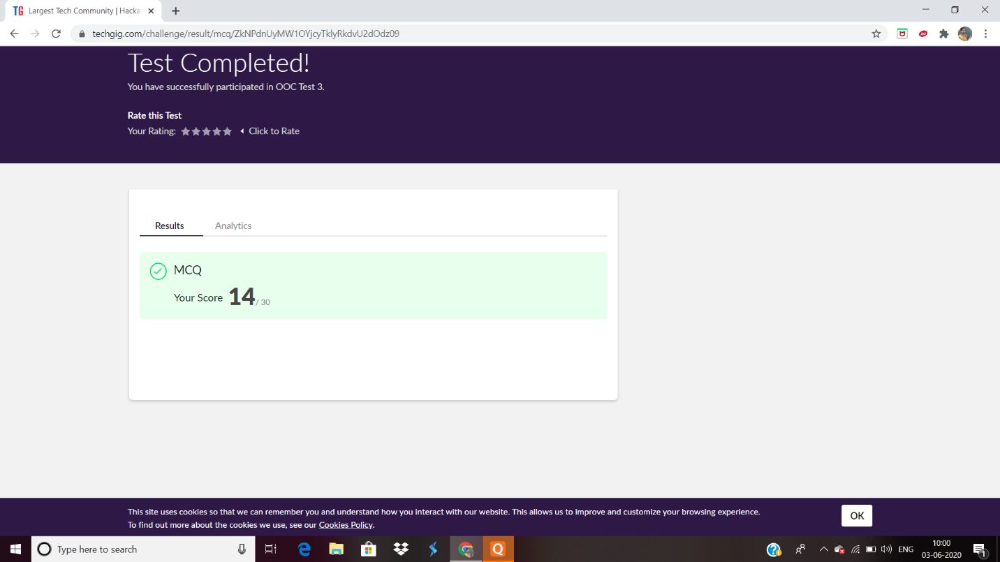 TG Largest Tech Community | Hacka
techgig.com/challenge/result/mcq/ZkNPdnUyMW1OYjcyTklyRkdvU2dOdz09
Test Completed!
You have successfully participated in OOC Test 3.
Rate this Test
Your Rating: Click to Rate
Results Analytics
MCQ
Your Score 14 / 30
This site uses cookies so that we can remember you and understand how you interact with our website. This allows us to improve and customize your browsing experience.
To find out more about the cookies we use, see our Cookies Policy.
OK
Type here to search
ENG
10:00
03-06-2020
1